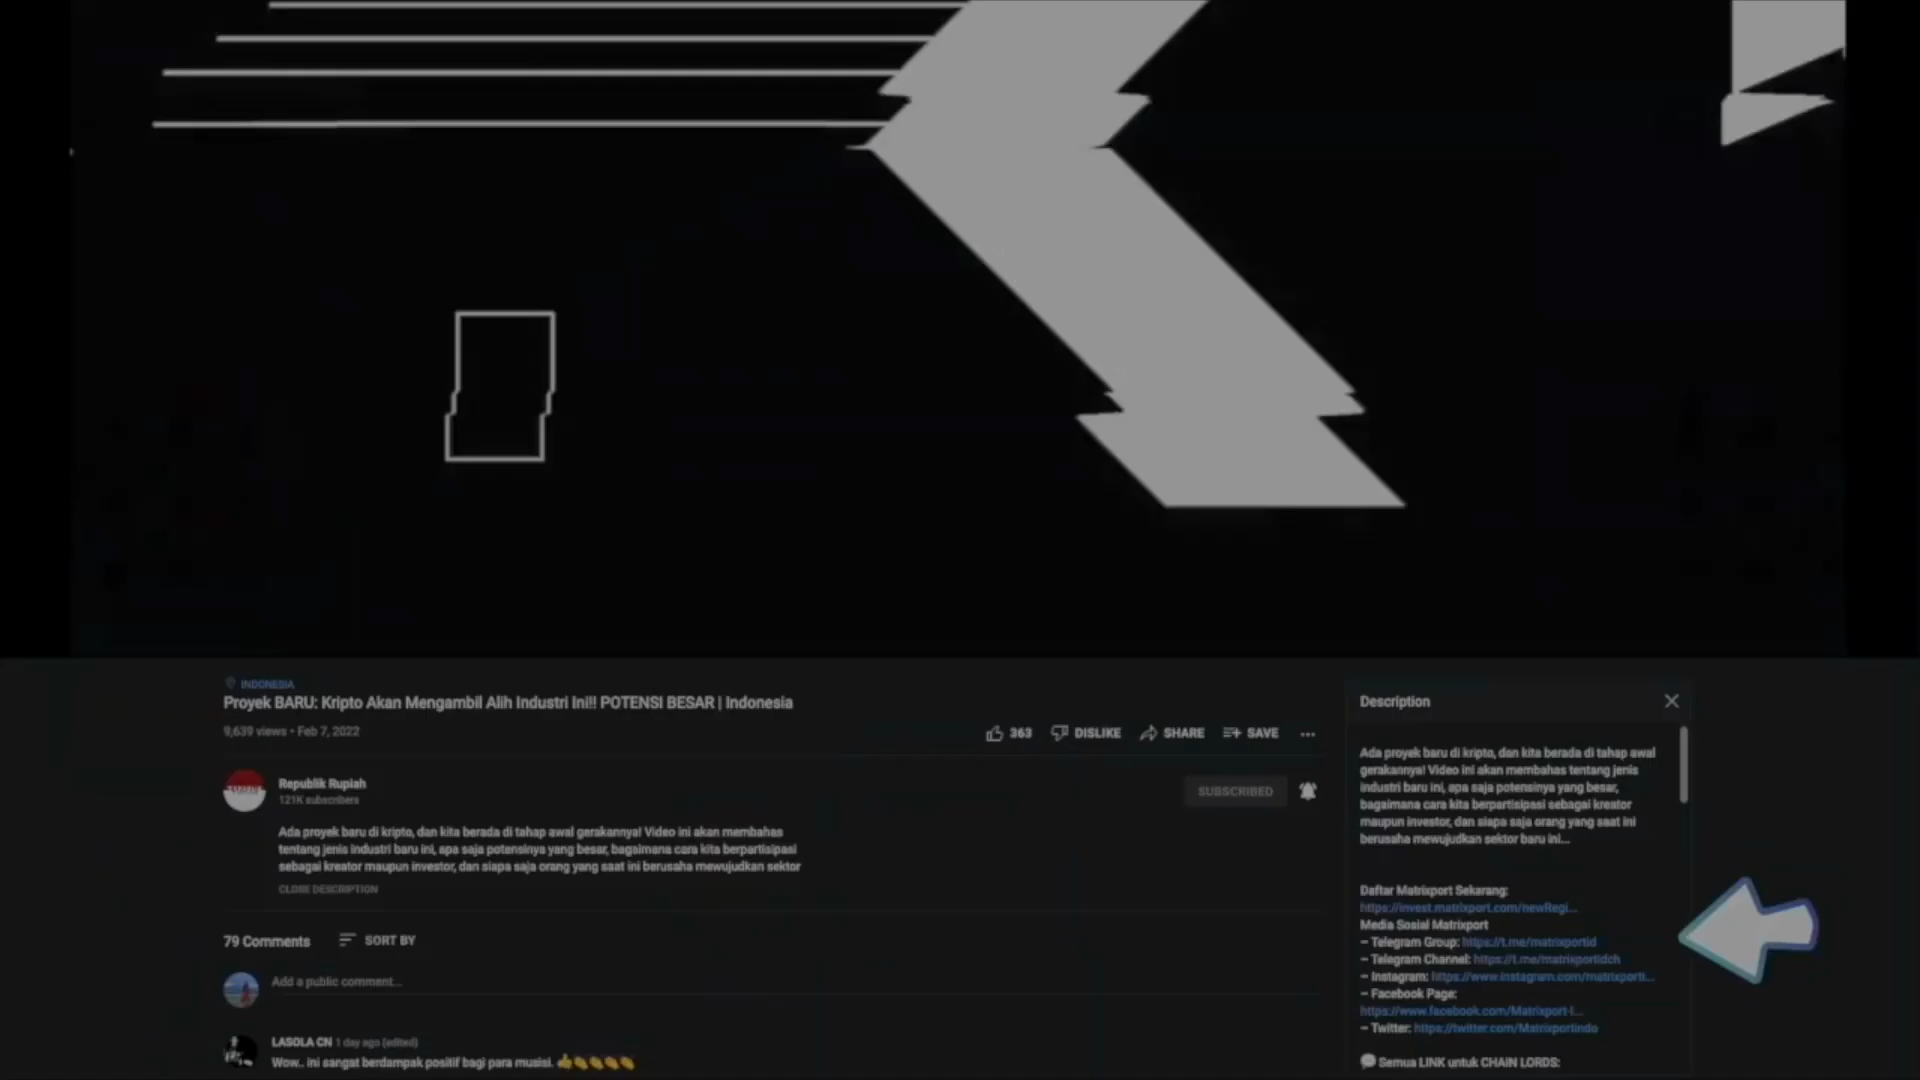 INDONESIA
Proyek BARU: Kripto Akan Mengambil Alih Industri Ini!! POTENSI BESAR | Indonesia
9,639 views • Feb 7, 2022
363
DISLIKE
SHARE
SAVE
Republik Rupiah
121K subscribers
SUBSCRIBED
Ada proyek baru di kripto, dan kita berada di tahap awal gerakannya! Video ini akan membahas
tentang jenis industri baru ini, apa saja potensinya yang besar, bagaimana cara kita berpartisipasi
sebagai kreator maupun investor, dan siapa saja orang yang saat ini berusaha mewujudkan sektor
CLOSE DESCRIPTION
79 Comments
SORT BY
Add a public comment...
LASOLA CN 1 day ago (edited)
Wow.. ini sangat berdampak positif bagi para musisi. 👍👏👏👏👏
Description
Ada proyek baru di kripto, dan kita berada di tahap awal
gerakannya! Video ini akan membahas tentang jenis
industri baru ini, apa saja potensinya yang besar,
bagaimana cara kita berpartisipasi sebagai kreator
maupun investor, dan siapa saja orang yang saat ini
berusaha mewujudkan sektor baru ini...
Daftar Matrixport Sekarang:
https://invest.matrixport.com/newRegi...
Media Sosial Matrixport
– Telegram Group: https://t.me/matrixportid
– Telegram Channel: https://t.me/matrixportidch
– Instagram: https://www.instagram.com/matrixporti...
– Facebook Page:
https://www.facebook.com/Matrixport-I...
– Twitter: https://twitter.com/Matrixportindo
💬 Semua LINK untuk CHAIN LORDS: